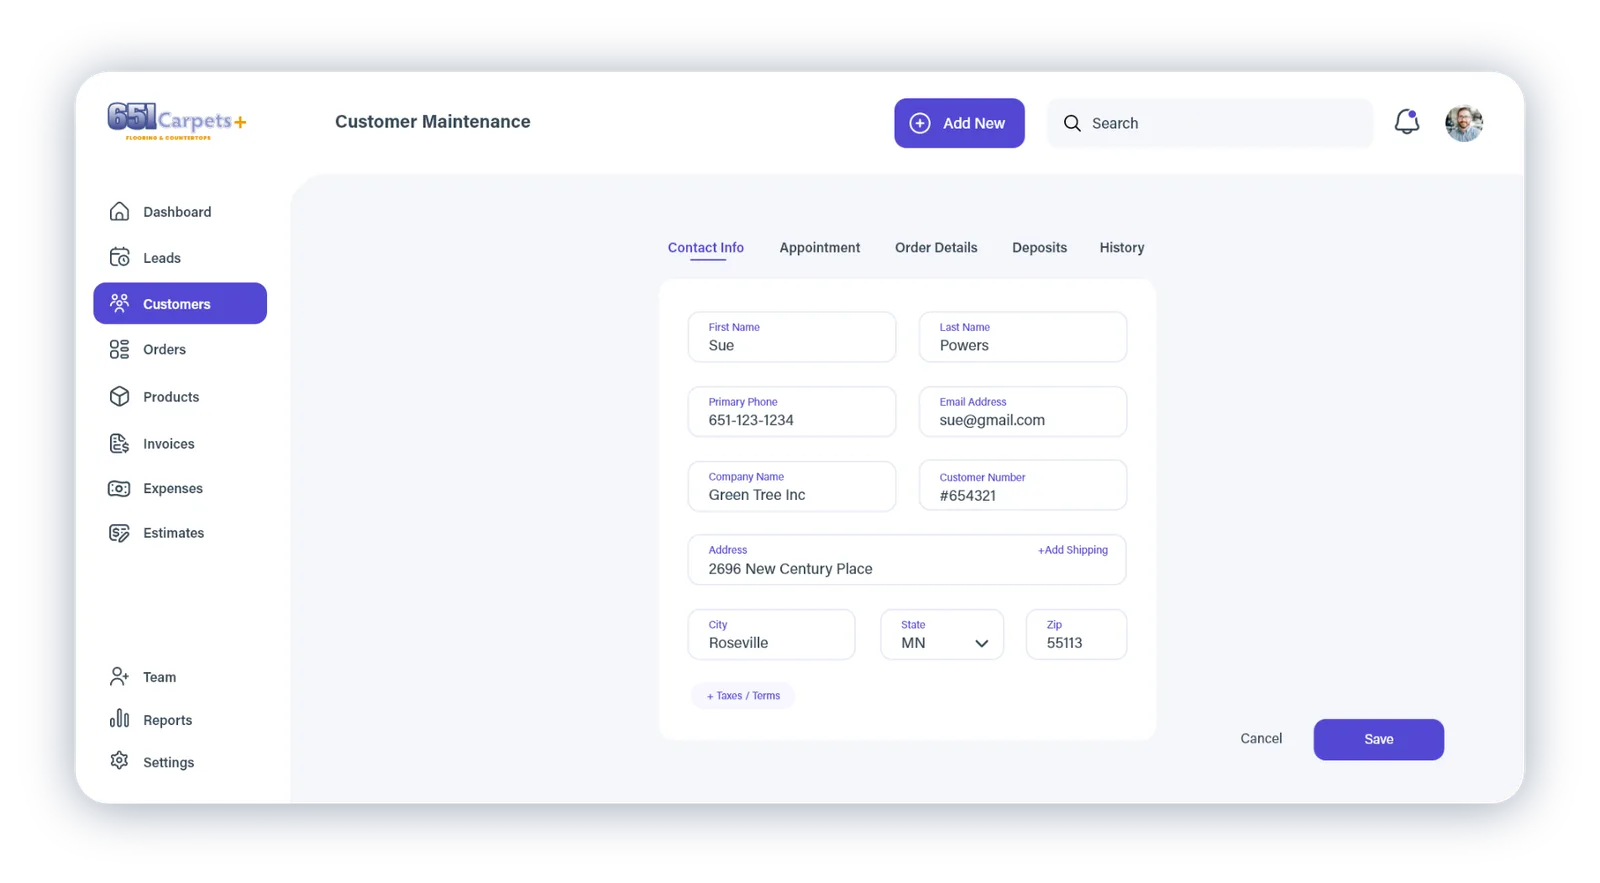 651Carpets+
FLOORING & COUNTERTOPS
Customer Maintenance
Add New
Search
Dashboard
Leads
Customers
Orders
Products
Invoices
Expenses
Estimates
Team
Reports
Settings
Contact Info
Appointment
Order Details
Deposits
History
First Name
Sue
Last Name
Powers
Primary Phone
651-123-1234
Email Address
sue@gmail.com
Company Name
Green Tree Inc
Customer Number
#654321
Address
+Add Shipping
2696 New Century Place
City
Roseville
State
MN
Zip
55113
+ Taxes / Terms
Cancel
Save